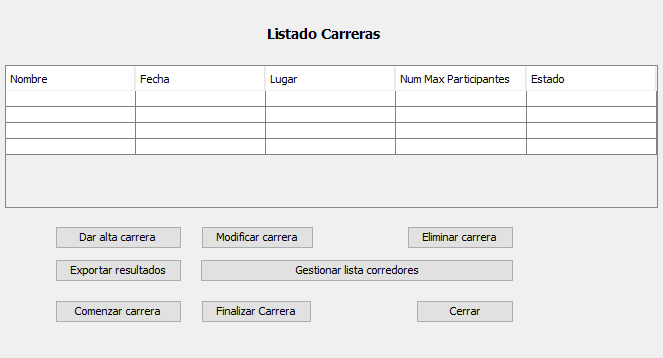 Listado Carreras
Nombre Fecha Lugar Num Max Participantes Estado
Dar alta carrera Modificar carrera Eliminar carrera
Exportar resultados Gestionar lista corredores
Comenzar carrera Finalizar Carrera Cerrar